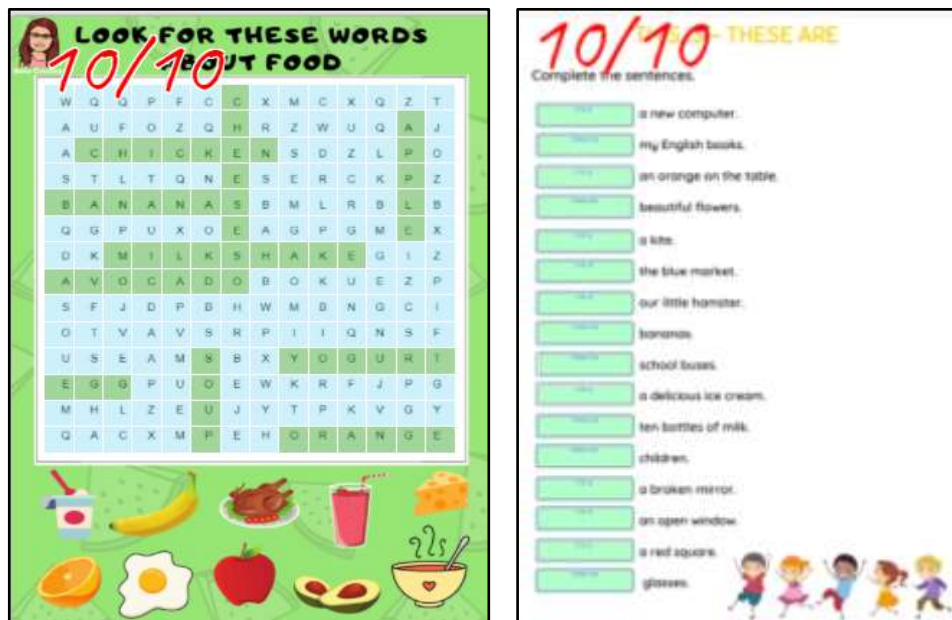 LOOK FOR THESE WORDS
ABOUT FOOD
10/10
W Q Q P F C C X M C X Q Z T
A U F O Z Q H R Z W U Q A J
A C H I C K E N S D Z L P O
S T L T Q N E S E R C K P Z
B A N A N A S B M L R B L B
Q G P U X O E A G P G M E X
D K M I L K S H A K E G I Z
A V O C A D O B O K U E Z P
S F J D P B H W M B N G C I
O T V A V S R P I I Q N S F
U S E A M S B X Y O G U R T
E G G P U O E W K R F J P G
M H L Z E U J Y T P K V G Y
Q A C X M P E H O R A N G E
10/10
– THESE ARE
Complete the sentences.
a new computer.
my English books.
an orange on the table.
beautiful flowers.
a kite.
the blue market.
our little hamster.
bananas.
school buses.
a delicious ice cream.
ten bottles of milk.
children.
a broken mirror.
an open window.
a red square.
glasses.